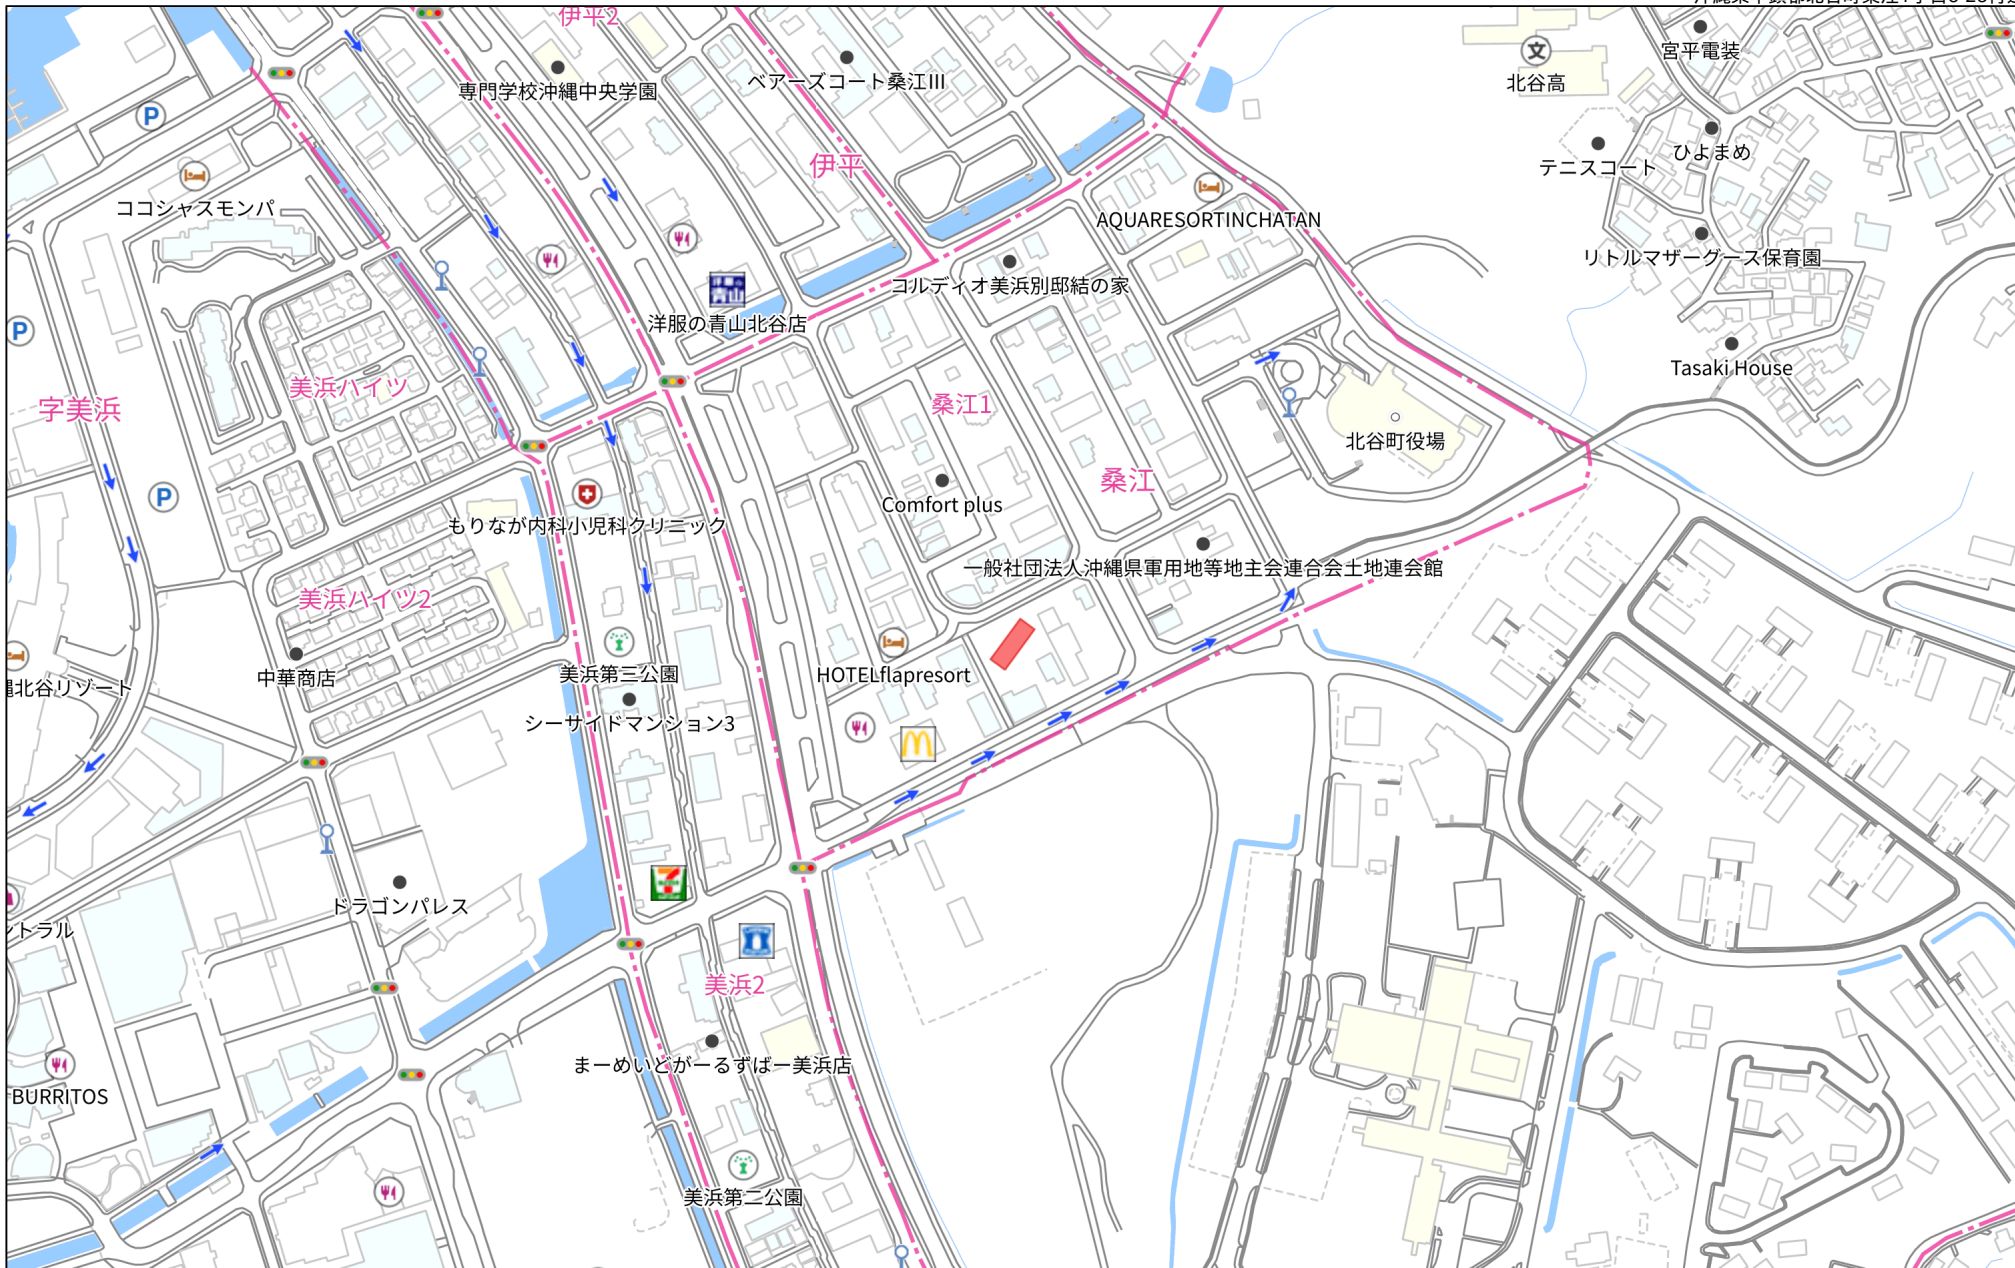 伊平2
宮平電装
専門学校沖縄中央学園
ベアーズコート桑江III
文
北谷高
P
ひよまめ
伊平
テニスコート
ココシャスモンパ
AQUARESORTINCHATAN
リトルマザーグース保育園
コルディオ美浜別邸結の家
青山
洋服の青山北谷店
P
Tasaki House
美浜ハイツ
字美浜
桑江1
北谷町役場
桑江
P
Comfort plus
もりなが内科小児科クリニック
一般社団法人沖縄県軍用地等地主会連合会土地連会館
美浜ハイツ2
中華商店
美浜第三公園
HOTELflapresort
縄北谷リゾート
シーサイドマンション3
M
7
ドラゴンパレス
ントラル
美浜2
まーめいどがーるずばー美浜店
BURRITOS
美浜第二公園